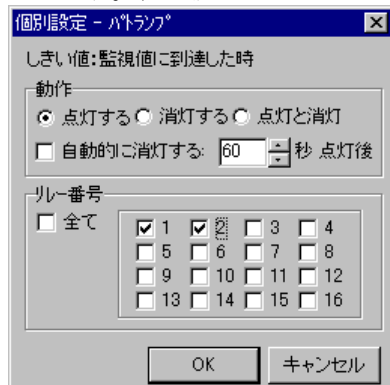 個別設定 - ﾊﾟﾄﾗﾝﾌﾟ
しきい値:監視値に到達した時
動作
点灯する 消灯する 点灯と消灯
自動的に消灯する: 60 秒 点灯後
リレー番号
全て
1 2 3 4
5 6 7 8
9 10 11 12
13 14 15 16
OK キャンセル